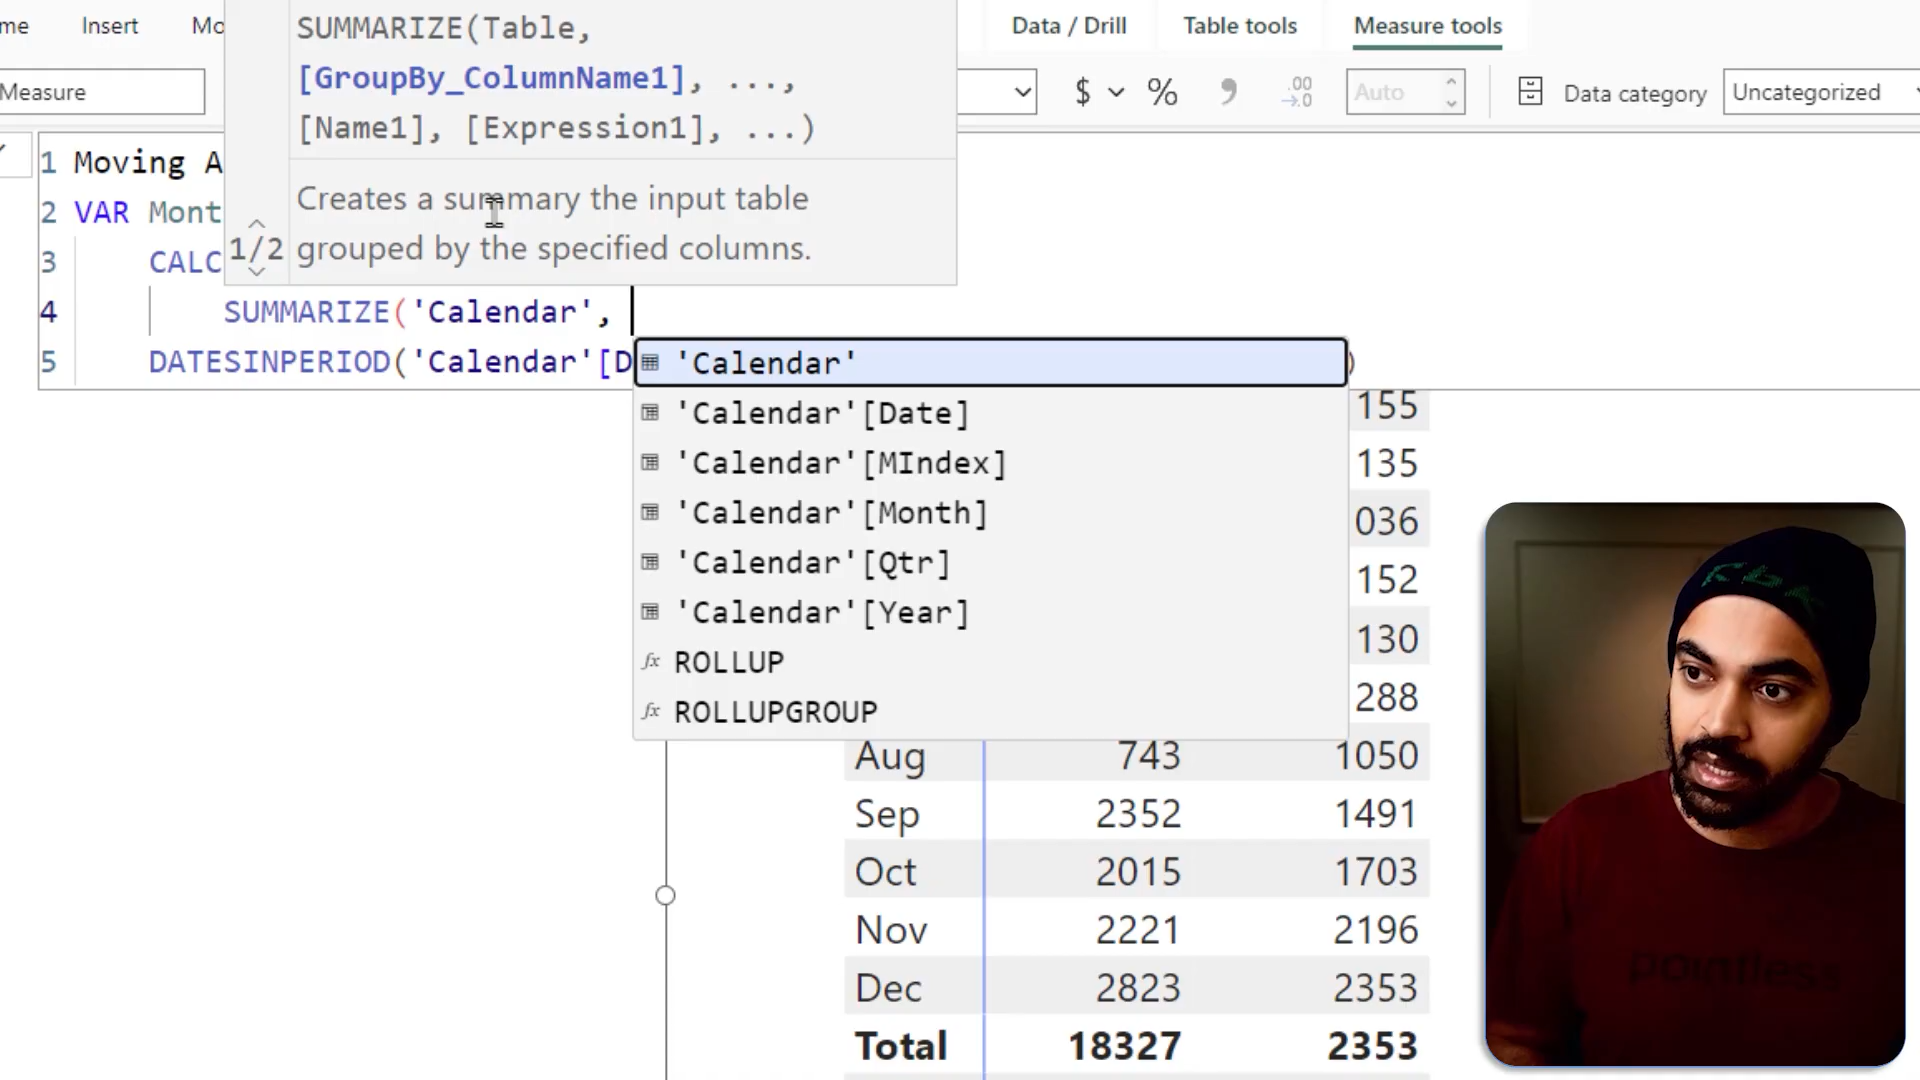 me Insert Mo Data / Drill Table tools Measure tools
Measure $ % .00 Auto Data category Uncategorized
SUMMARIZE(Table,
[GroupBy_ColumnName1], ...,
[Name1], [Expression1], ...)
Creates a summary the input table
1/2 grouped by the specified columns.
1 Moving A
2 VAR Mont
3 CALC
4 SUMMARIZE('Calendar',
5 DATESINPERIOD('Calendar'[D )
'Calendar'
'Calendar'[Date]
'Calendar'[MIndex]
'Calendar'[Month]
'Calendar'[Qtr]
'Calendar'[Year]
ROLLUP
ROLLUPGROUP
155
135
036
152
130
288
Aug 743 1050
Sep 2352 1491
Oct 2015 1703
Nov 2221 2196
Dec 2823 2353
Total 18327 2353
pointless